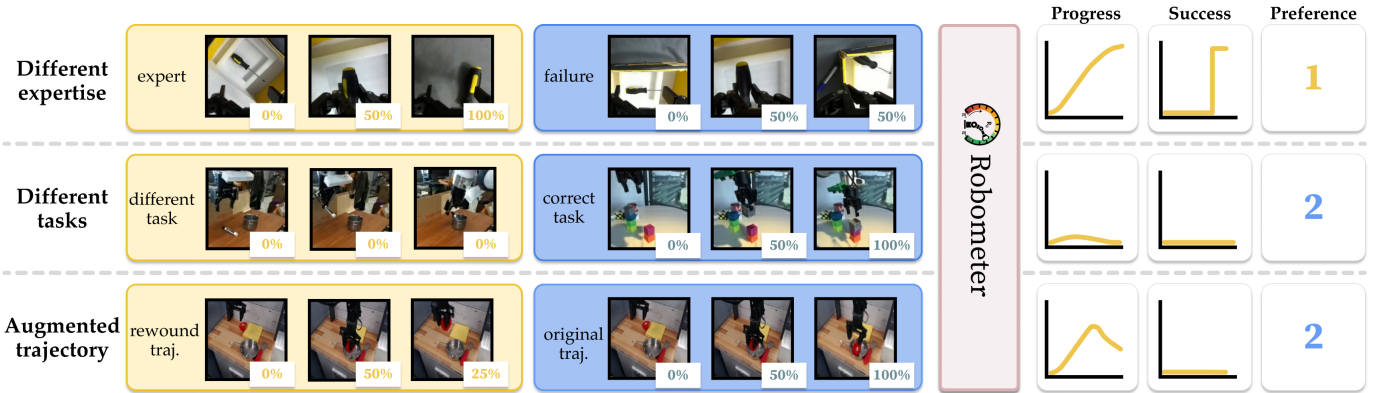 Progress Success Preference
Different
expertise
expert
0% 50% 100%
failure
0% 50% 50%
1
Different
tasks
different
task
0% 0% 0%
correct
task
0% 50% 100%
2
Augmented
trajectory
rewound
traj.
0% 50% 25%
original
traj.
0% 50% 100%
2
Robometer